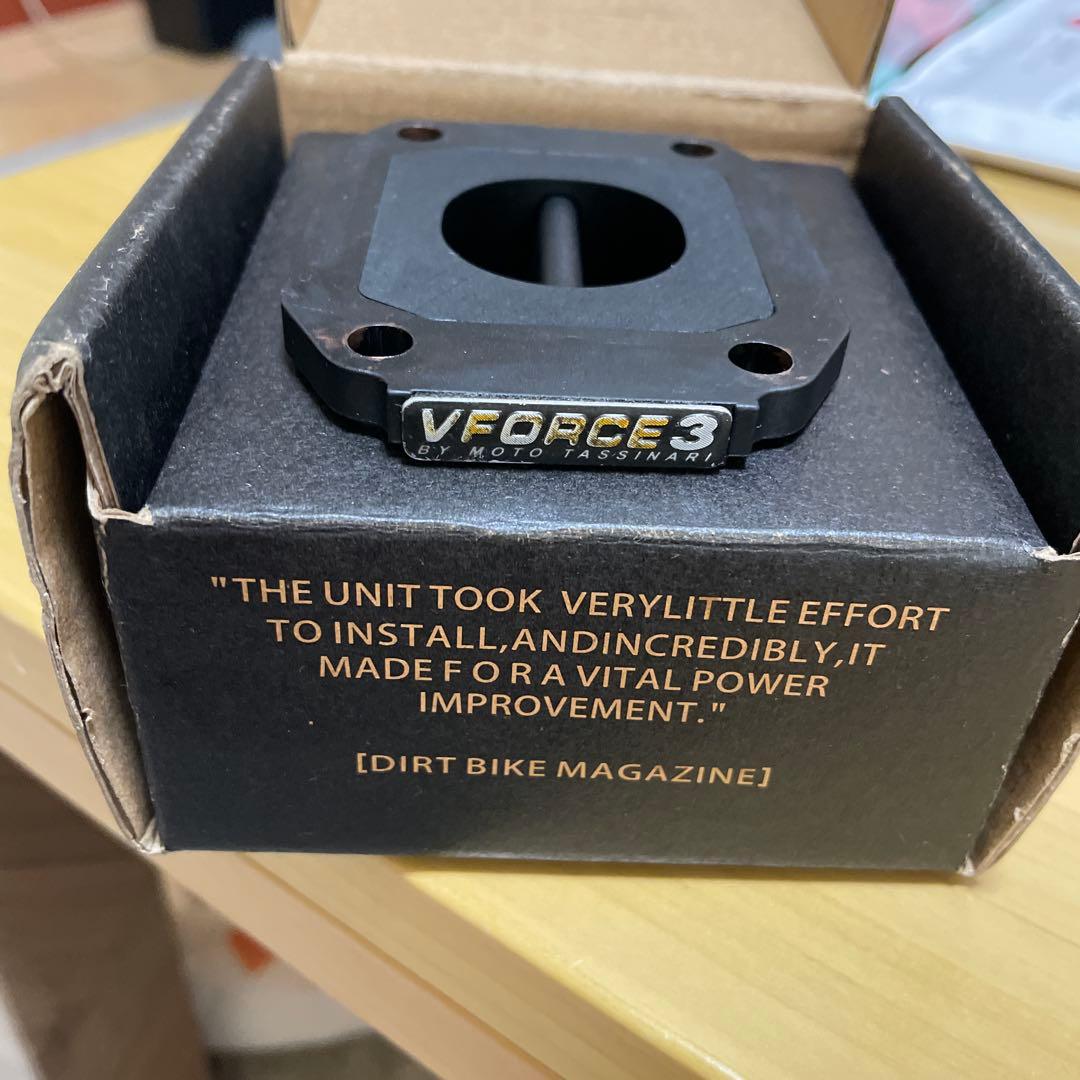 VFORCE3
BY MOTO TASSINARI
"THE UNIT TOOK VERYLITTLE EFFORT
TO INSTALL,ANDINCREDIBLY,IT
MADE F O R A VITAL POWER
IMPROVEMENT."
[DIRT BIKE MAGAZINE]